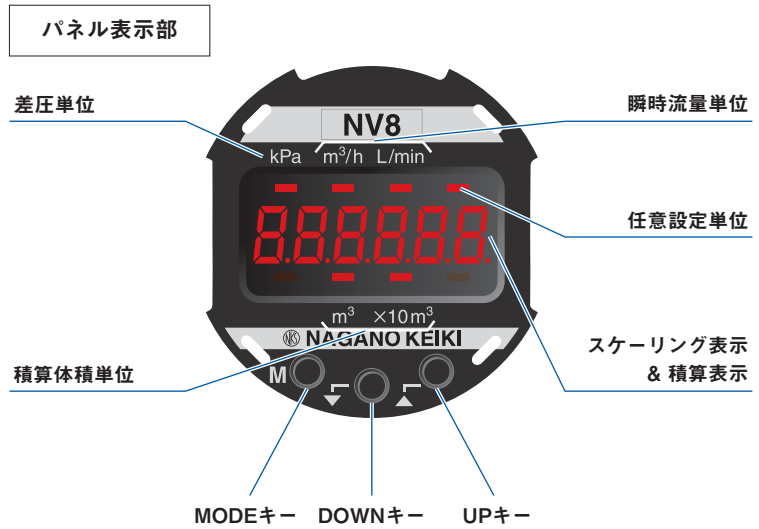 パネル表示部
差圧単位
瞬時流量単位
NV8
kPa m³/h L/min
任意設定単位
888888
m³ ×10m³
NKS NAGANO KEIKI
スケーリング表示
& 積算表示
積算体積単位
M
MODEキー DOWNキー UPキー